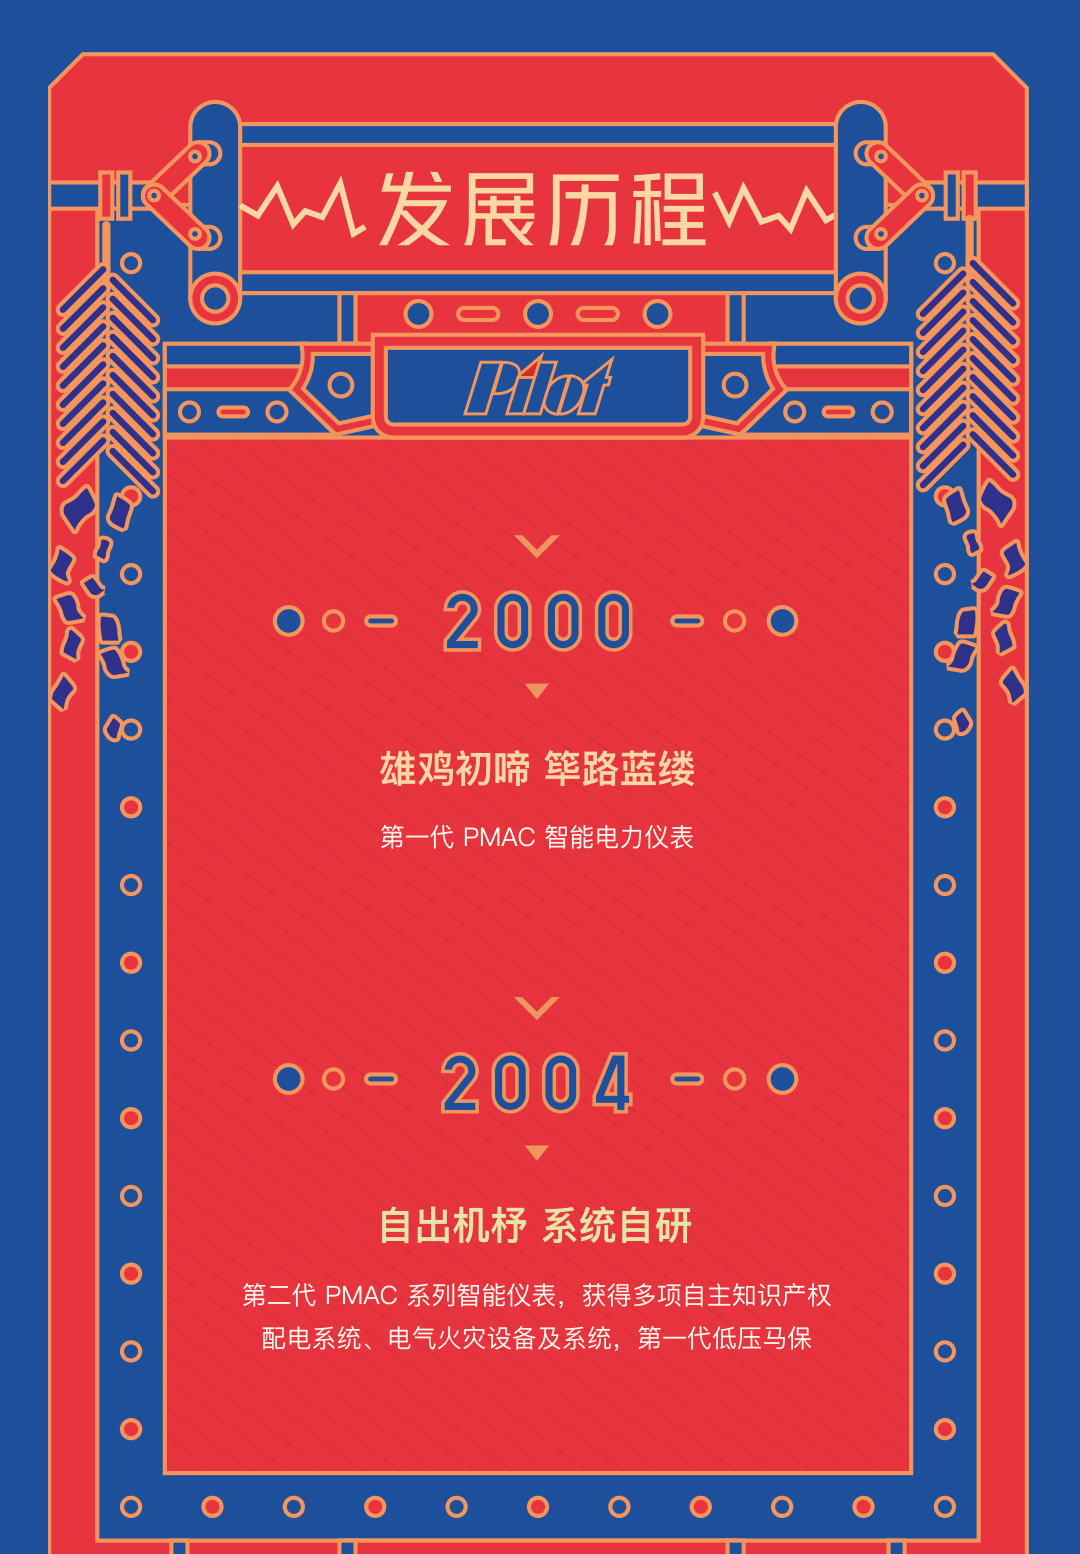 发展历程
Pilot
2000
雄鸡初啼 筚路蓝缕
第一代 PMAC 智能电力仪表
2004
自出机杼 系统自研
第二代 PMAC 系列智能仪表，获得多项自主知识产权
配电系统、电气火灾设备及系统，第一代低压马保